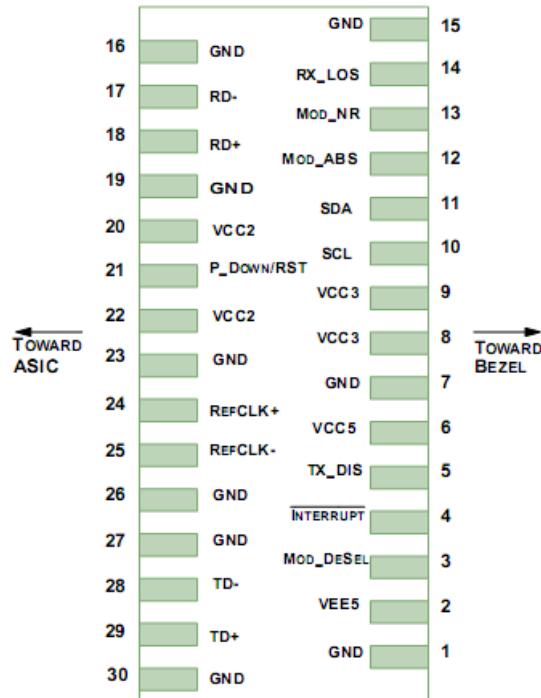 16 GND
17 RD-
18 RD+
19 GND
20 VCC2
21 P_DOWN/RST
22 VCC2
23 GND
24 REFCLK+
25 REFCLK-
26 GND
27 GND
28 TD-
29 TD+
30 GND
TOWARD
ASIC
GND 15
RX_LOS 14
MOD_NR 13
MOD_ABS 12
SDA 11
SCL 10
VCC3 9
VCC3 8
GND 7
VCC5 6
TX_DIS 5
INTERRUPT 4
MOD_DESEL 3
VEE5 2
GND 1
TOWARD
BEZEL